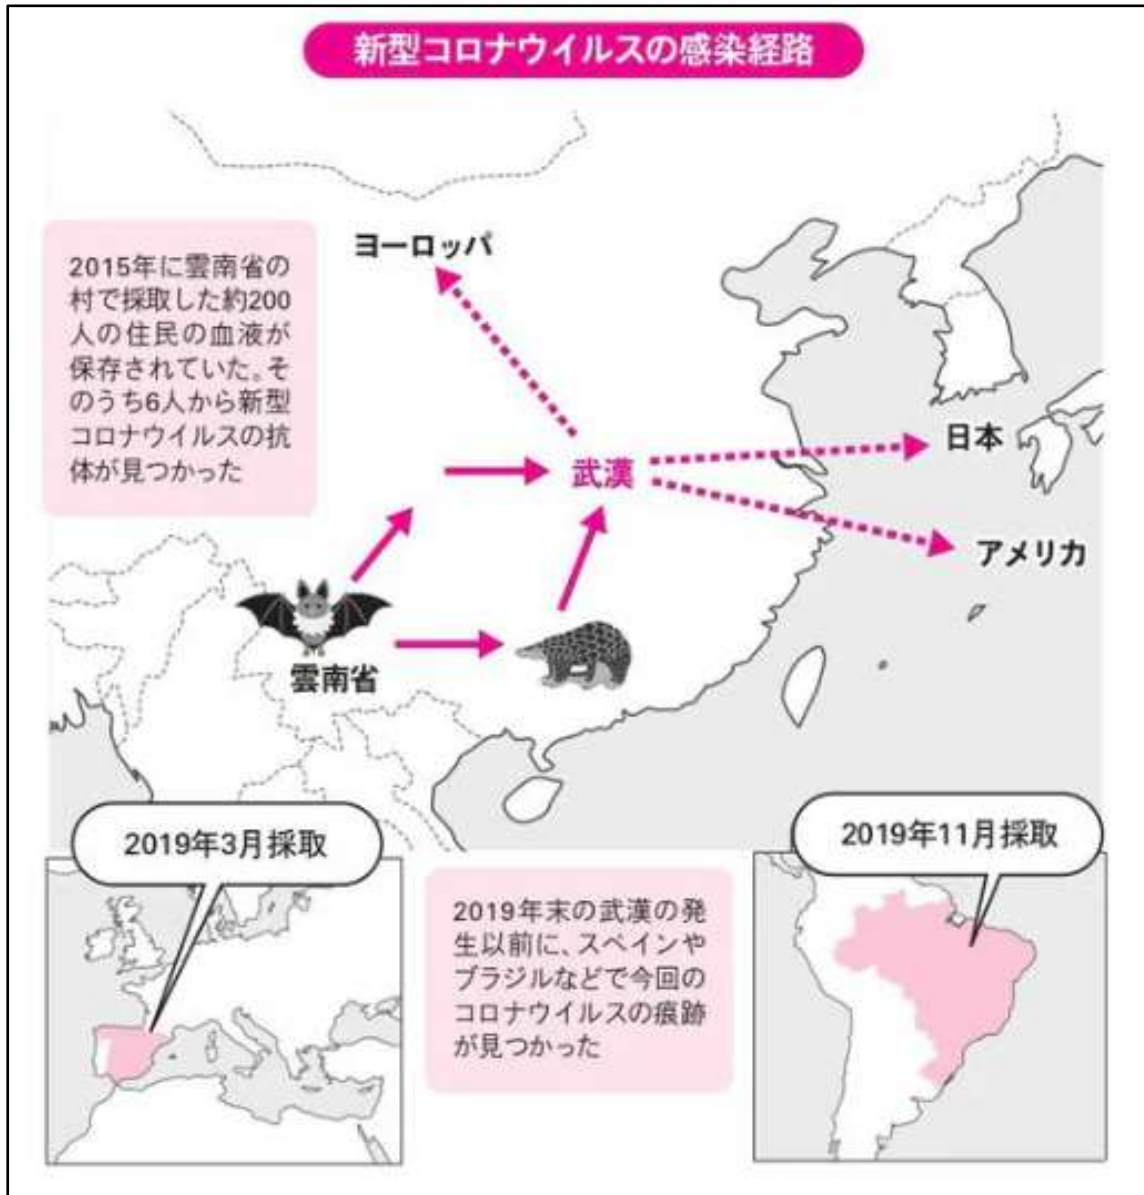 新型コロナウイルスの感染経路
ヨーロッパ
2015年に雲南省の
村で採取した約200
人の住民の血液が
保存されていた。そ
のうち6人から新型
コロナウイルスの抗
体が見つかった
武漢
日本
アメリカ
雲南省
2019年3月採取
2019年末の武漢の発
生以前に、スペインや
ブラジルなどで今回の
コロナウイルスの痕跡
が見つかった
2019年11月採取